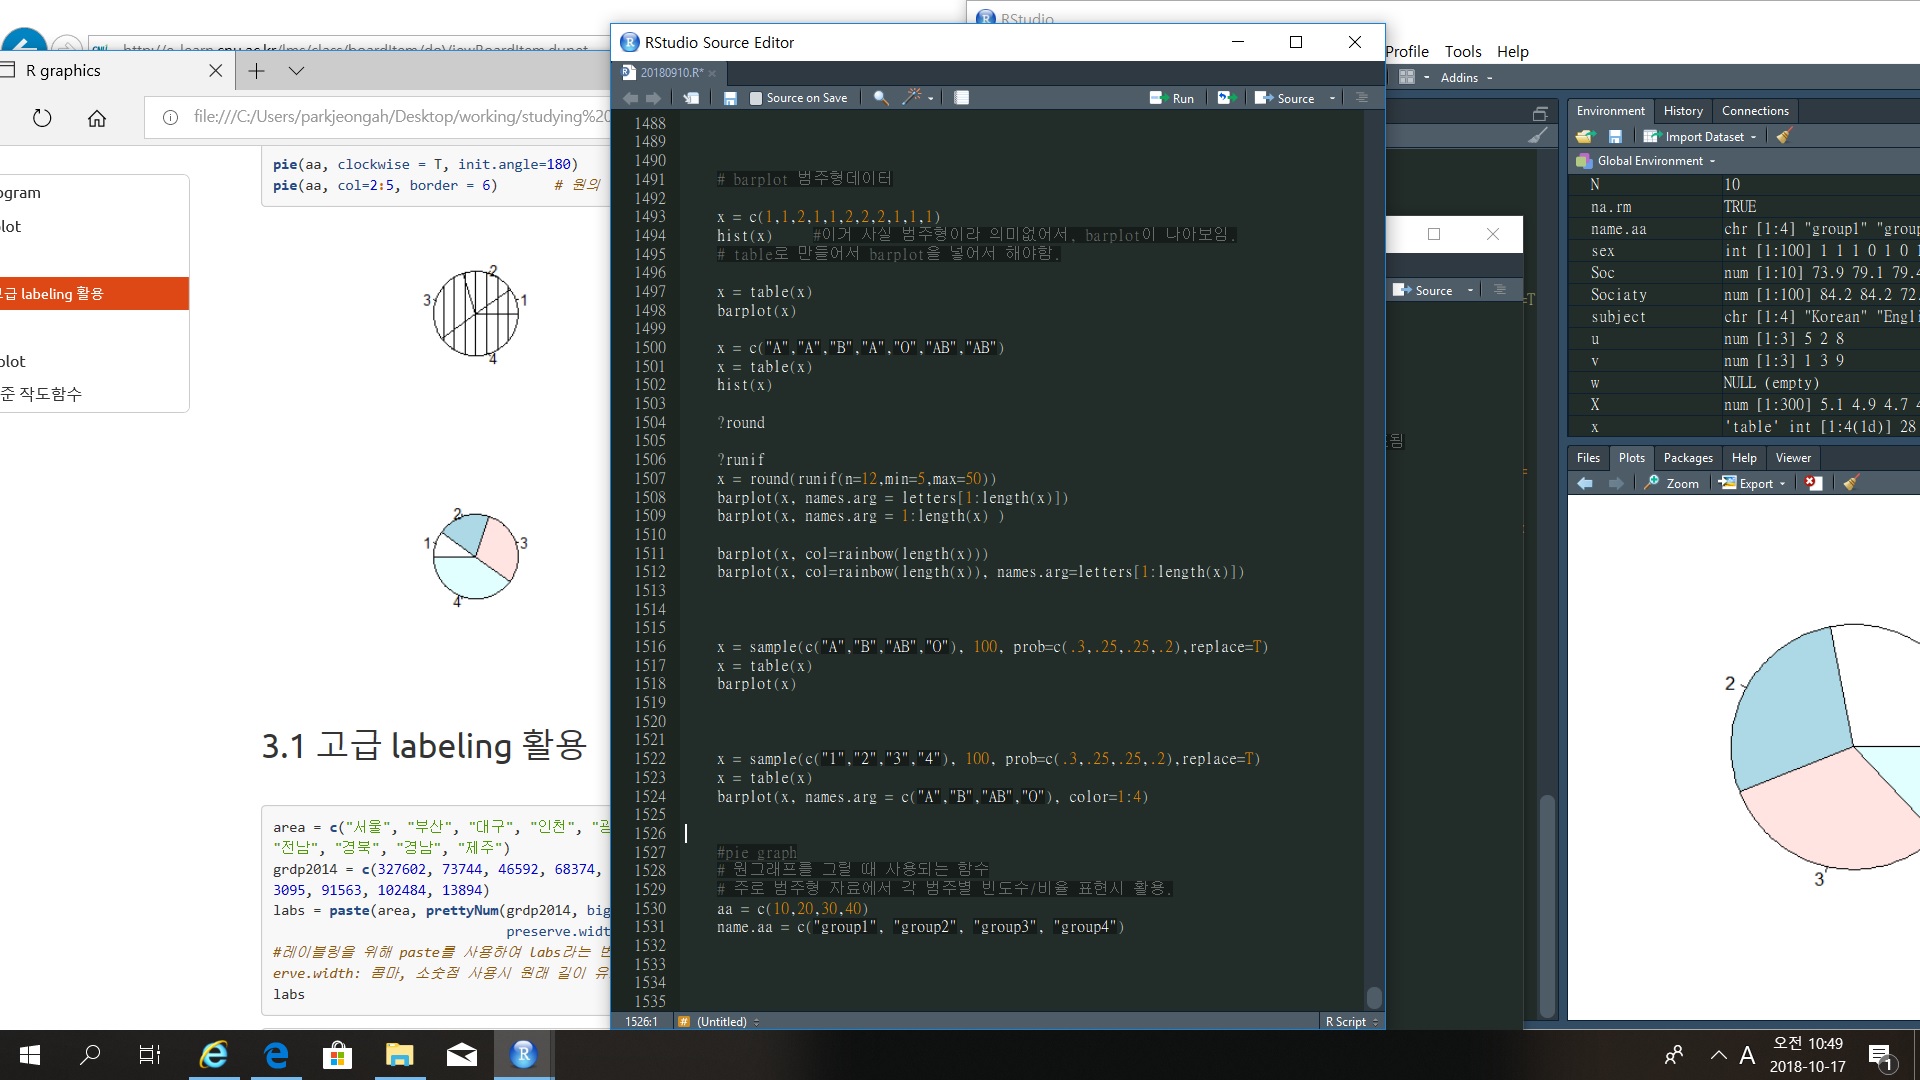 RStudio
http://e-learn.cnu.ac.kr/lms/class/boardItem/doViewBoardItem.dunet
R graphics
file:///C:/Users/parkjeongah/Desktop/working/studying%20
ogram
lot
고급 labeling 활용
plot
준 작도함수
pie(aa, clockwise = T, init.angle=180)
pie(aa, col=2:5, border = 6) # 원의
2
3
1
4
2
1
3
4
3.1 고급 labeling 활용
area = c("서울", "부산", "대구", "인천", "광
"전남", "경북", "경남", "제주")
grdp2014 = c(327602, 73744, 46592, 68374,
3095, 91563, 102484, 13894)
labs = paste(area, prettyNum(grdp2014, big
preserve.widt
#레이블링을 위해 paste를 사용하여 labs라는 변
erve.width: 콤마, 소숫점 사용시 원래 길이 유
labs
RStudio Source Editor
20180910.R*
Source on Save
Run
Source
1488
1489
1490
1491 # barplot 범주형데이터
1492
1493 x = c(1,1,2,1,1,2,2,2,1,1,1)
1494 hist(x) #이거 사실 범주형이라 의미없어서, barplot이 나아보임.
1495 # table로 만들어서 barplot을 넣어서 해야함.
1496
1497 x = table(x)
1498 barplot(x)
1499
1500 x = c("A","A","B","A","O","AB","AB")
1501 x = table(x)
1502 hist(x)
1503
1504 ?round
1505
1506 ?runif
1507 x = round(runif(n=12,min=5,max=50))
1508 barplot(x, names.arg = letters[1:length(x)])
1509 barplot(x, names.arg = 1:length(x) )
1510
1511 barplot(x, col=rainbow(length(x)))
1512 barplot(x, col=rainbow(length(x)), names.arg=letters[1:length(x)])
1513
1514
1515
1516 x = sample(c("A","B","AB","O"), 100, prob=c(.3,.25,.25,.2),replace=T)
1517 x = table(x)
1518 barplot(x)
1519
1520
1521
1522 x = sample(c("1","2","3","4"), 100, prob=c(.3,.25,.25,.2),replace=T)
1523 x = table(x)
1524 barplot(x, names.arg = c("A","B","AB","O"), color=1:4)
1525
1526
1527 #pie graph
1528 # 원그래프를 그릴 때 사용되는 함수
1529 # 주로 범주형 자료에서 각 범주별 빈도수/비율 표현시 활용.
1530 aa = c(10,20,30,40)
1531 name.aa = c("group1", "group2", "group3", "group4")
1532
1533
1534
1535
1526:1
# (Untitled)
R Script
Profile Tools Help
Addins
Source
=T
됨
=
Environment History Connections
Import Dataset
Global Environment
N 10
na.rm TRUE
name.aa chr [1:4] "group1" "group
sex int [1:100] 1 1 1 0 1 0 1
Soc num [1:10] 73.9 79.1 79.4
Sociaty num [1:100] 84.2 84.2 72.
subject chr [1:4] "Korean" "Engli
u num [1:3] 5 2 8
v num [1:3] 1 3 9
w NULL (empty)
X num [1:300] 5.1 4.9 4.7 4
x 'table' int [1:4(1d)] 28
Files Plots Packages Help Viewer
Zoom Export
2
3
A
오전 10:49
2018-10-17
1